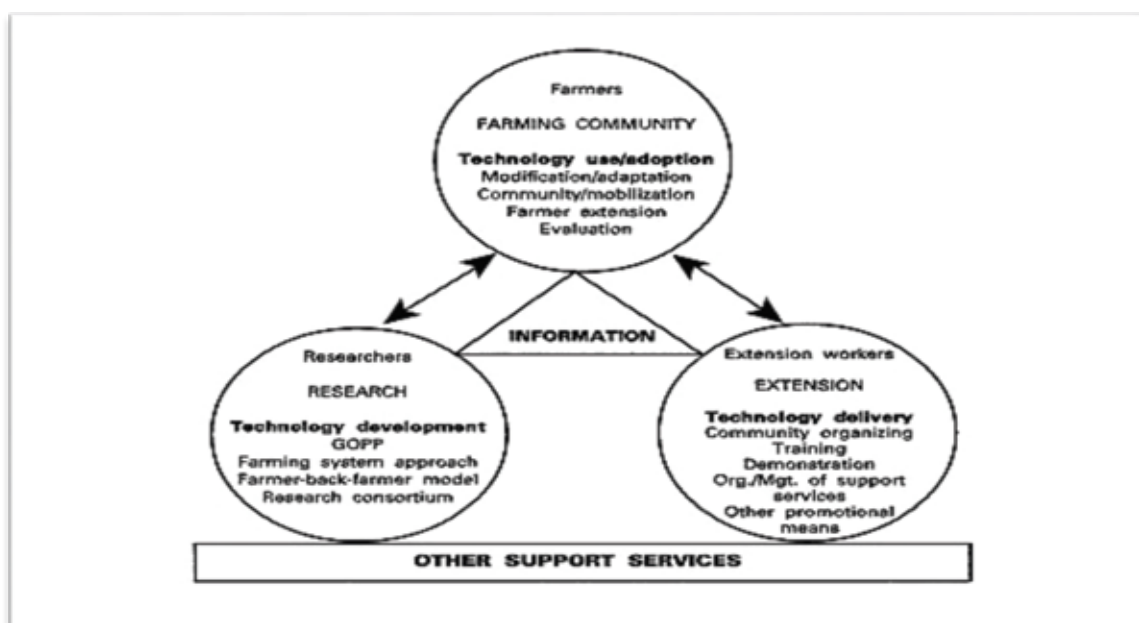 Farmers
FARMING COMMUNITY
Technology use/adoption
Modification/adaptation
Community/mobilization
Farmer extension
Evaluation
INFORMATION
Researchers
RESEARCH
Technology development
GOPP
Farming system approach
Farmer-back-farmer model
Research consortium
Extension workers
EXTENSION
Technology delivery
Community organizing
Training
Demonstration
Org./Mgt. of support
services
Other promotional
means
OTHER SUPPORT SERVICES